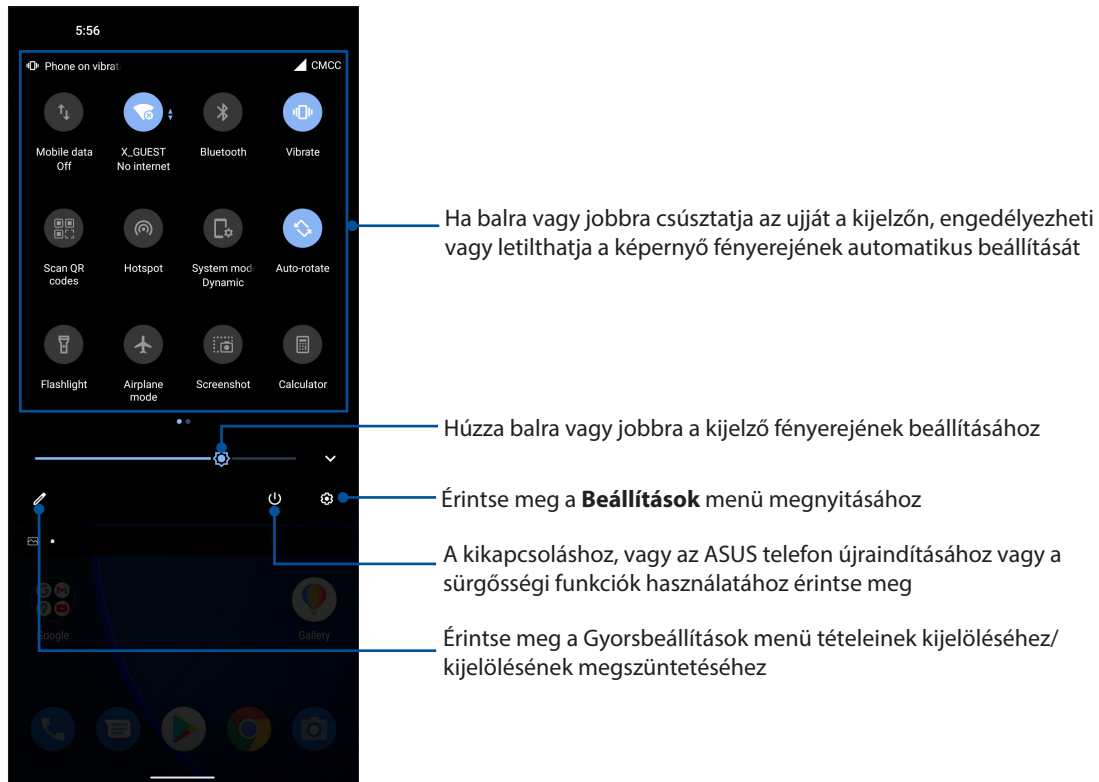 5:56
Phone on vibrat
CMCC
Mobile data
Off
X_GUEST
No internet
Bluetooth
Vibrate
Scan QR
codes
Hotspot
System mod
Dynamic
Auto-rotate
Flashlight
Airplane
mode
Screenshot
Calculator
Google
Gallery
Ha balra vagy jobbra csúsztatja az ujját a kijelzőn, engedélyezheti
vagy letilthatja a képernyő fényerejének automatikus beállítását
Húzza balra vagy jobbra a kijelző fényerejének beállításához
Érintse meg a Beállítások menü megnyitásához
A kikapcsoláshoz, vagy az ASUS telefon újraindításához vagy a
sürgősségi funkciók használatához érintse meg
Érintse meg a Gyorsbeállítások menü tételeinek kijelöléséhez/
kijelölésének megszüntetéséhez